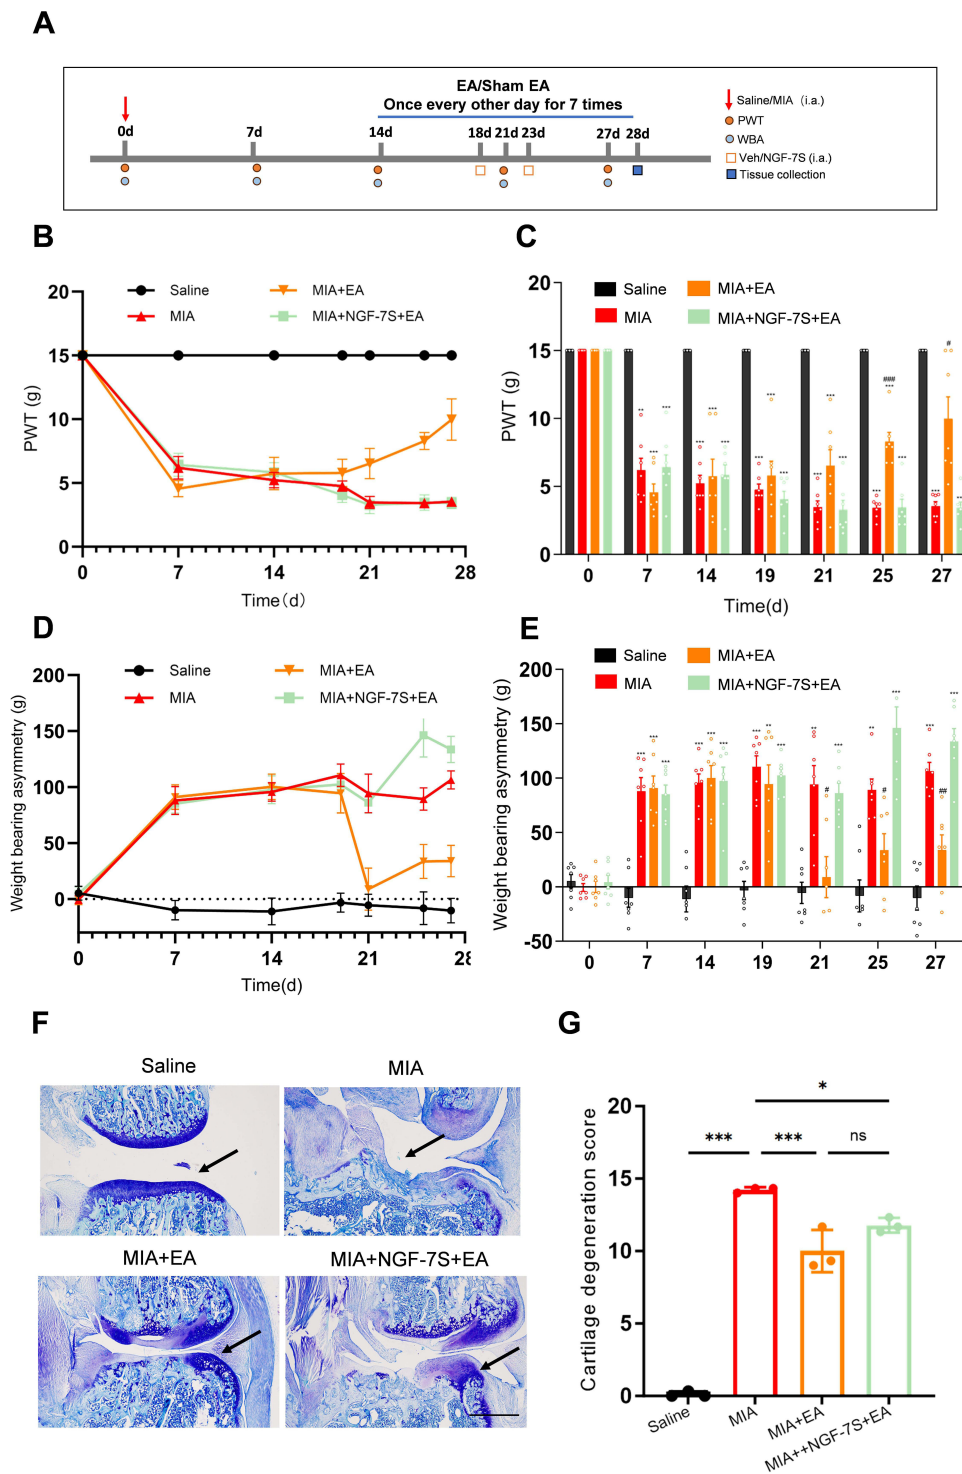 A
EA/Sham EA
Once every other day for 7 times
0d 7d 14d 18d 21d 23d 27d 28d
Saline/MIA (i.a.)
PWT
WBA
Veh/NGF-7S (i.a.)
Tissue collection
B
Saline
MIA
MIA+EA
MIA+NGF-7S+EA
PWT (g)
20
15
10
5
0
0 7 14 21 28
Time(d)
C
Saline
MIA
MIA+EA
MIA+NGF-7S+EA
PWT (g)
20
15
10
5
0
** *** ***
*** *** ***
*** *** ***
*** *** ***
*** ### *** ***
*** # ***
0 7 14 19 21 25 27
Time(d)
D
Saline
MIA
MIA+EA
MIA+NGF-7S+EA
Weight bearing asymmetry (g)
200
150
100
50
0
0 7 14 21 28
Time(d)
E
Saline
MIA
MIA+EA
MIA+NGF-7S+EA
Weight bearing asymmetry (g)
200
150
100
50
0
-50
*** *** ***
*** *** ***
*** ** ***
** # ***
** # ***
*** ## ***
0 7 14 19 21 25 27
F
Saline
MIA
MIA+EA
MIA+NGF-7S+EA
G
Cartilage degeneration score
20
15
10
5
0
*
*** *** ns
Saline
MIA
MIA+EA
MIA++NGF-7S+EA